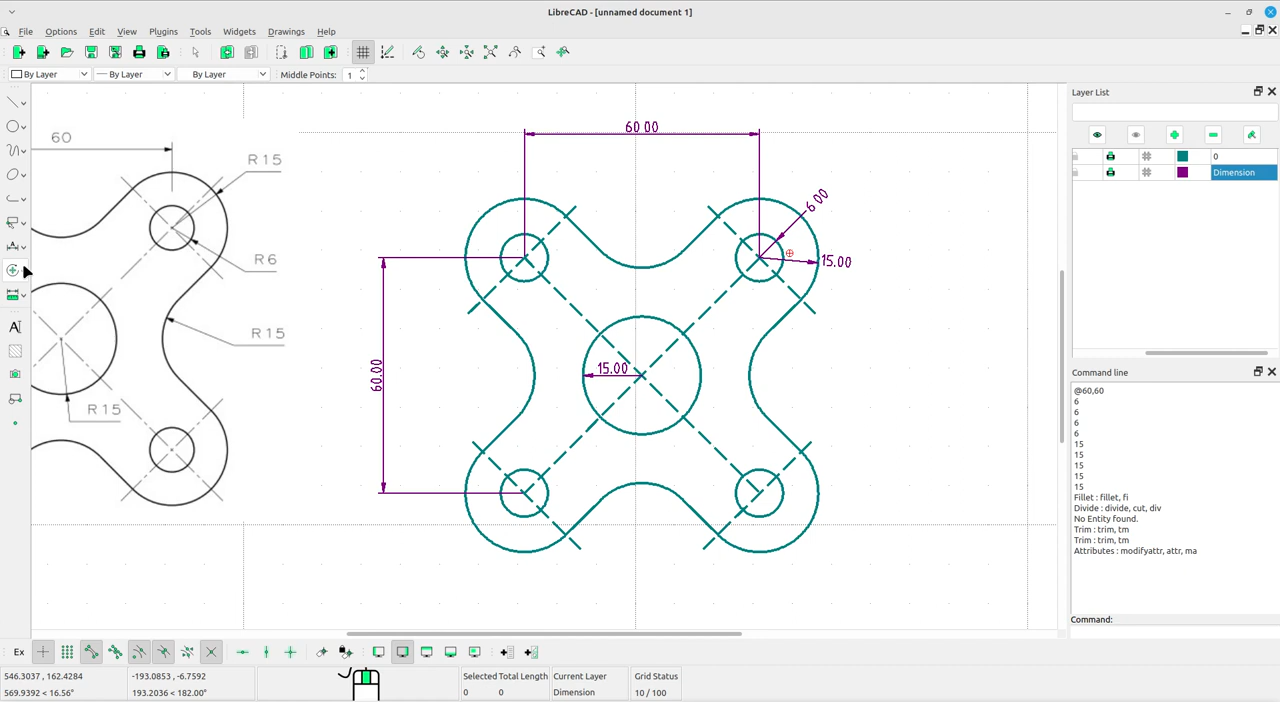 LibreCAD - [unnamed document 1]
File Options Edit View Plugins Tools Widgets Drawings Help
By Layer By Layer By Layer Middle Points: 1
60
R15
R6
R15
R15
60.00
6.00
15.00
15.00
60.00
Layer List
0
Dimension
Command line
@60,60
6
6
6
6
15
15
15
15
15
Fillet : fillet, fi
Divide : divide, cut, div
No Entity found.
Trim : trim, tm
Trim : trim, tm
Attributes : modifyattr, attr, ma
Command:
Ex
546.3037 , 162.4284
569.9392 < 16.56°
-193.0853 , -6.7592
193.2036 < 182.00°
Selected Total Length
0 0
Current Layer
Dimension
Grid Status
10 / 100